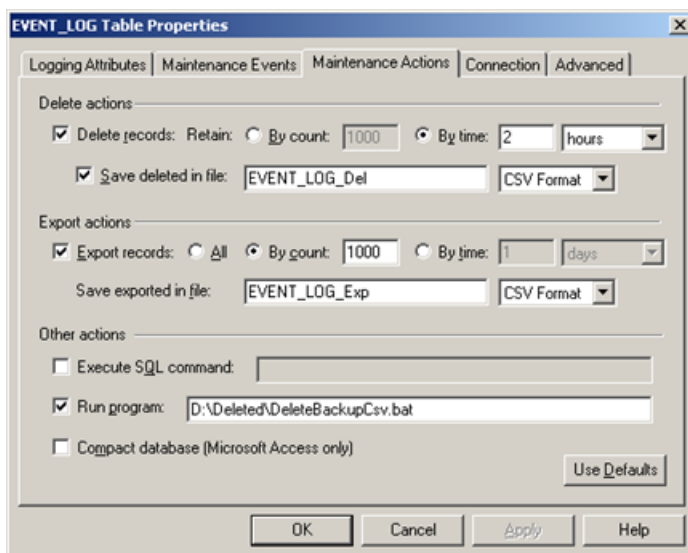 EVENT_LOG Table Properties
Logging Attributes Maintenance Events Maintenance Actions Connection Advanced
Delete actions
Delete records: Retain: By count: 1000 By time: 2 hours
Save deleted in file: EVENT_LOG_Del CSV Format
Export actions
Export records: All By count: 1000 By time: 1 days
Save exported in file: EVENT_LOG_Exp CSV Format
Other actions
Execute SQL command:
Run program: D:\Deleted\DeleteBackupCsv.bat
Compact database (Microsoft Access only)
Use Defaults
OK Cancel Apply Help